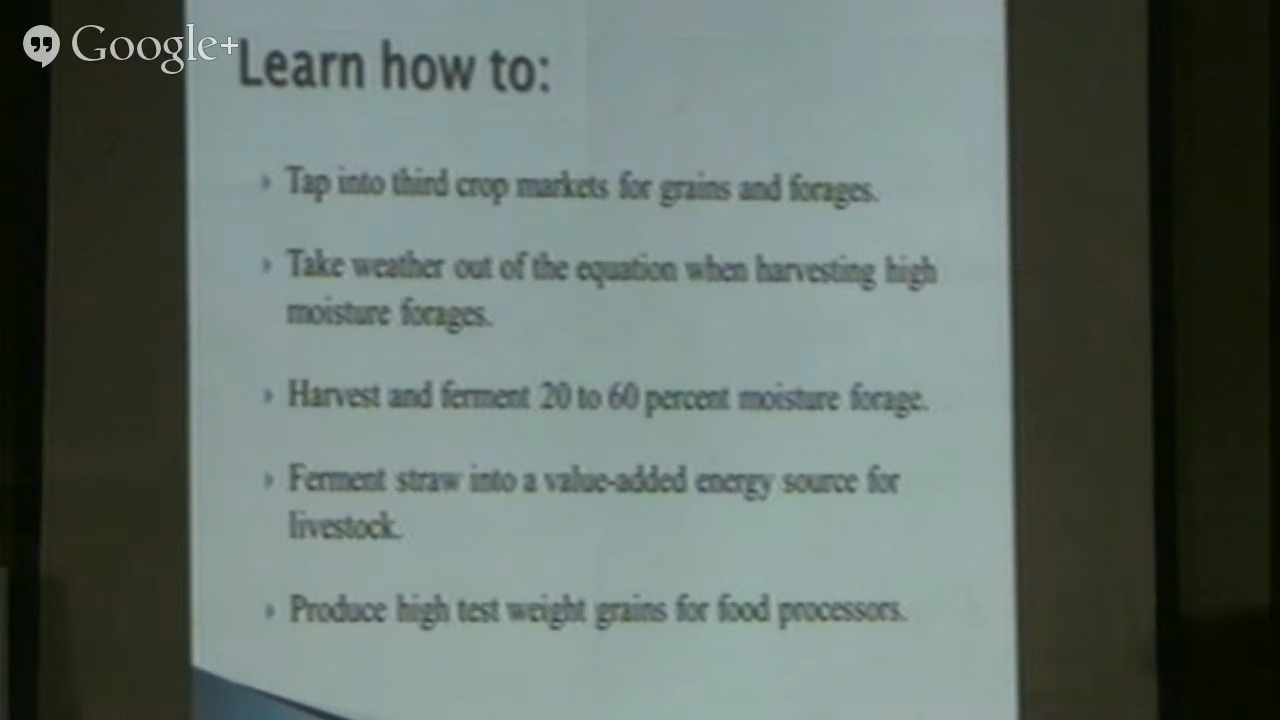 Google+
Learn how to:
Tap into third crop markets for grains and forages.
Take weather out of the equation when harvesting high
moisture forages.
Harvest and ferment 20 to 60 percent moisture forage.
Ferment straw into a value-added energy source for
livestock.
Produce high test weight grains for food processors.